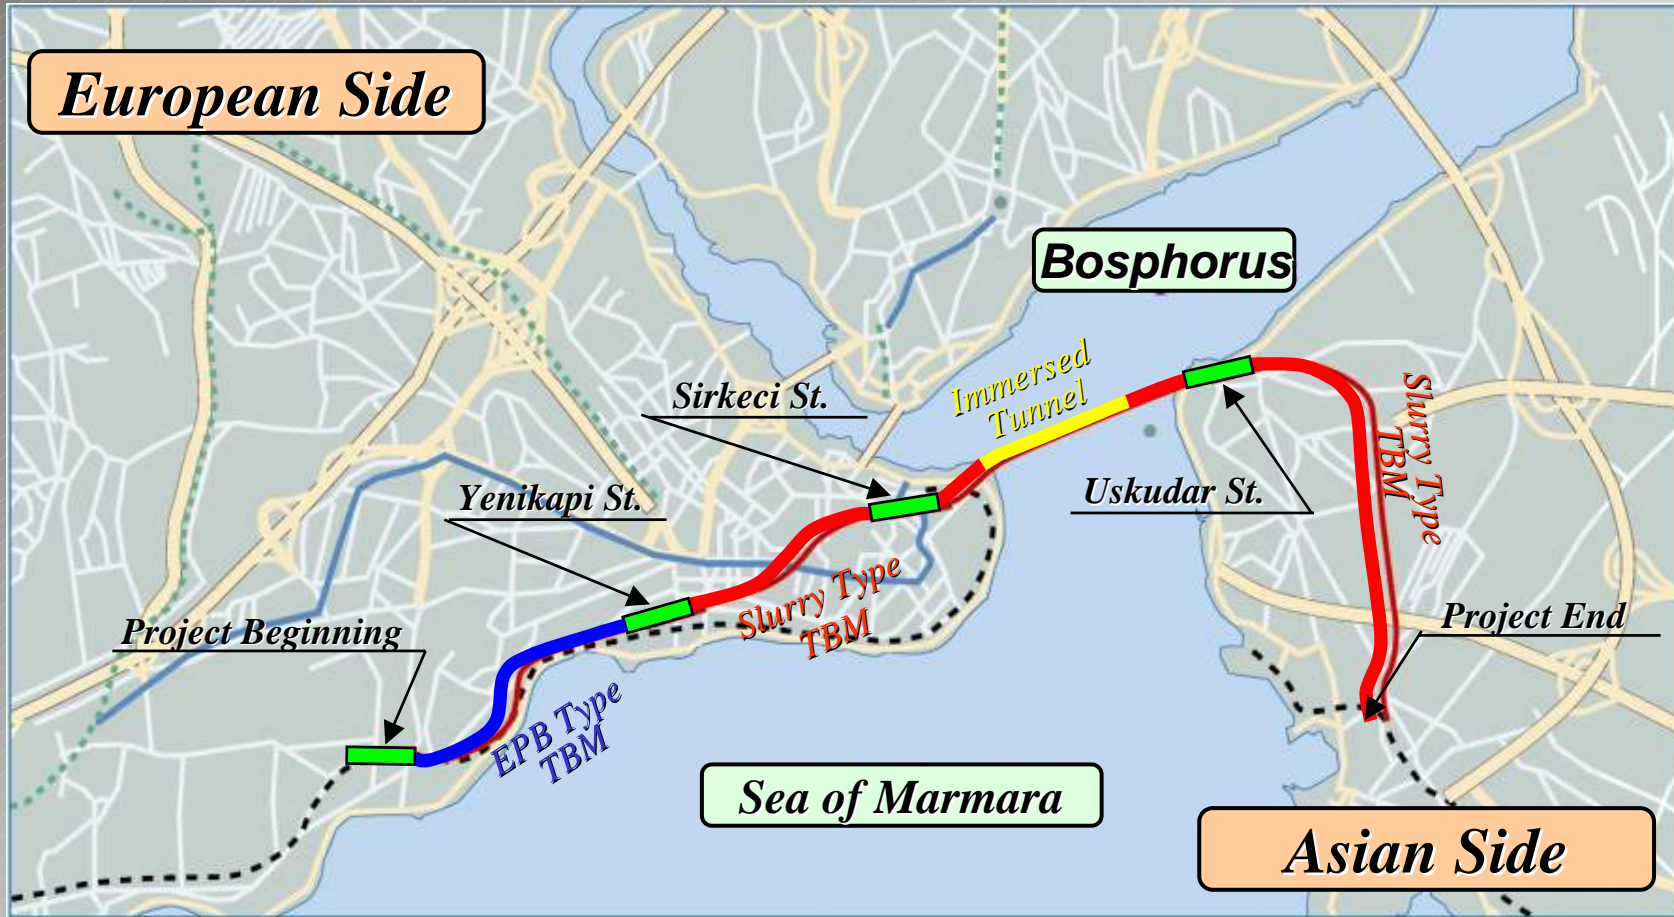 European Side
Bosphorus
Immersed
Tunnel
Sirkeci St.
Slurry Type
TBM
Yenikapi St.
Uskudar St.
Slurry Type
TBM
Project Beginning
Project End
EPB Type
TBM
Sea of Marmara
Asian Side